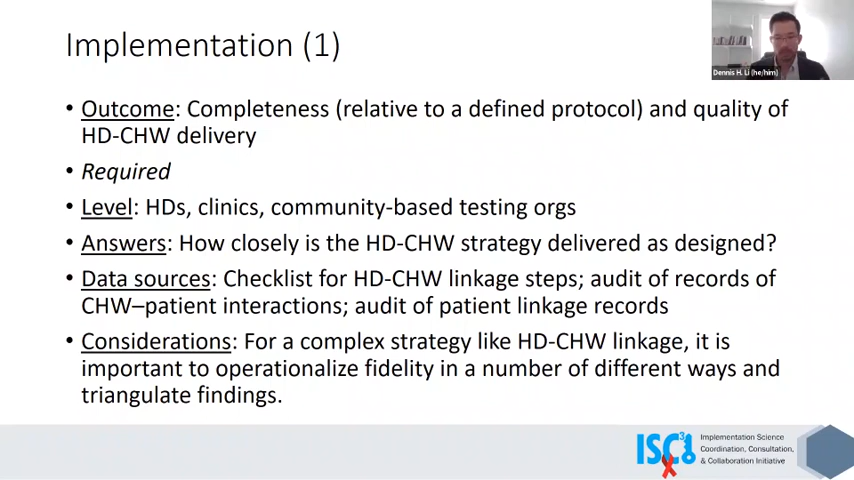 Implementation (1)
Dennis H. Li (he/him)
• Outcome: Completeness (relative to a defined protocol) and quality of
HD-CHW delivery
• Required
• Level: HDs, clinics, community-based testing orgs
• Answers: How closely is the HD-CHW strategy delivered as designed?
• Data sources: Checklist for HD-CHW linkage steps; audit of records of
CHW–patient interactions; audit of patient linkage records
• Considerations: For a complex strategy like HD-CHW linkage, it is
important to operationalize fidelity in a number of different ways and
triangulate findings.
ISC3I
Implementation Science
Coordination, Consultation,
& Collaboration Initiative